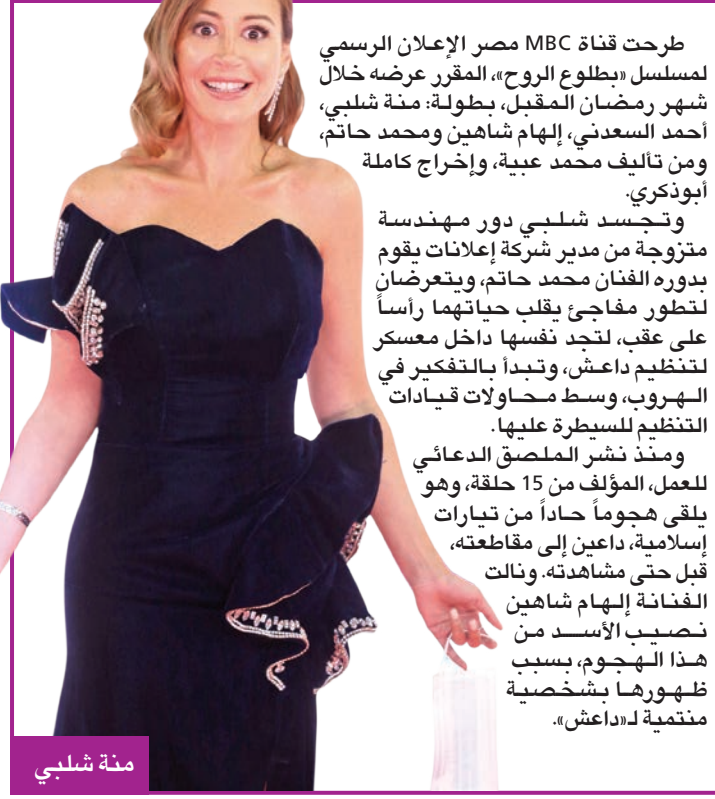 طرحت قناة MBC مصر الإعلان الرسمي
لمسلسل «بطلوع الروح»، المقرر عرضه خلال
شهر رمضان المقبل، بطولة: منة شلبي،
أحمد السعدني، إلهام شاهين ومحمد حاتم،
ومن تأليف محمد عبية، وإخراج كاملة
أبوذكري.
وتجسد شلبي دور مهندسة
متزوجة من مدير شركة إعلانات يقوم
بدوره الفنان محمد حاتم، ويتعرضان
لتطور مفاجئ يقلب حياتهما رأساً
على عقب، لتجد نفسها داخل معسكر
لتنظيم داعش، وتبدأ بالتفكير في
الهروب، وسط محاولات قيادات
التنظيم للسيطرة عليها.
ومنذ نشر الملصق الدعائي
للعمل، المؤلف من 15 حلقة، وهو
يلقى هجوماً حاداً من تيارات
إسلامية، داعين إلى مقاطعته،
قبل حتى مشاهدته. ونالت
الفنانة إلهام شاهين
نصيب الأسد من
هذا الهجوم، بسبب
ظهورها بشخصية
منتمية لـ«داعش».
منة شلبي